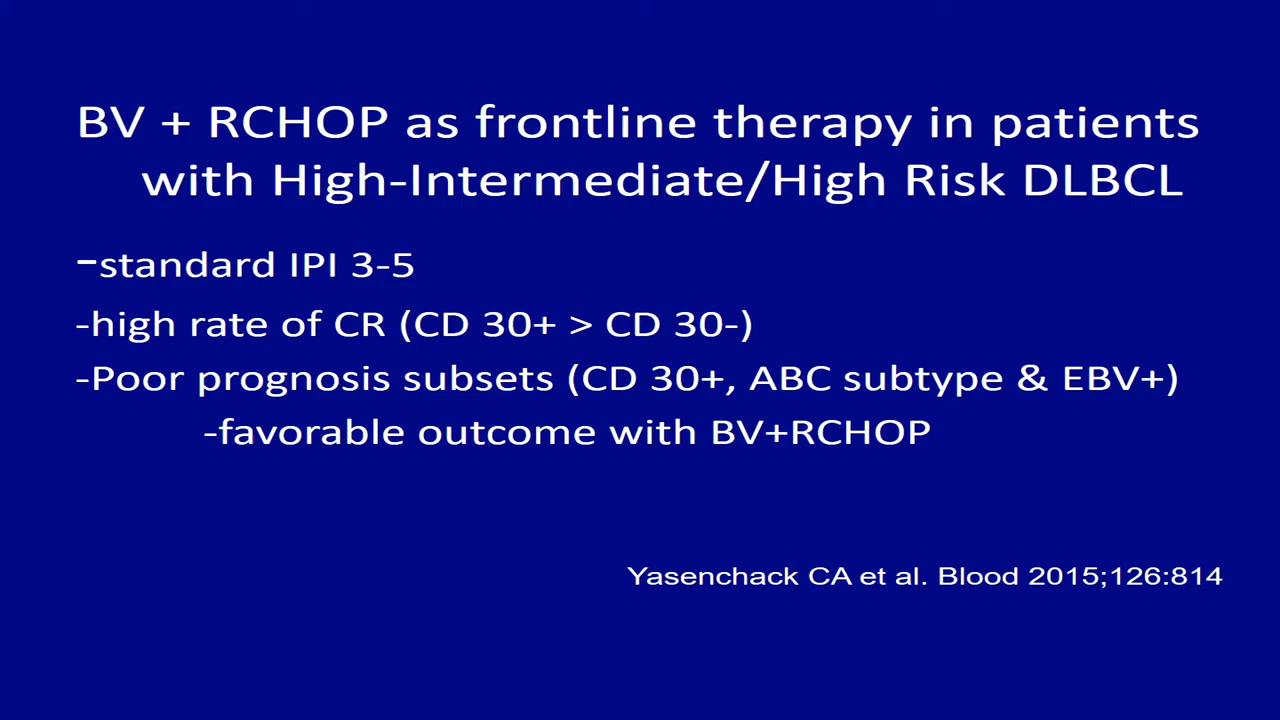 BV + RCHOP as frontline therapy in patients
with High-Intermediate/High Risk DLBCL
-standard IPI 3-5
-high rate of CR (CD 30+ > CD 30-)
-Poor prognosis subsets (CD 30+, ABC subtype & EBV+)
-favorable outcome with BV+RCHOP
Yasenchack CA et al. Blood 2015;126:814